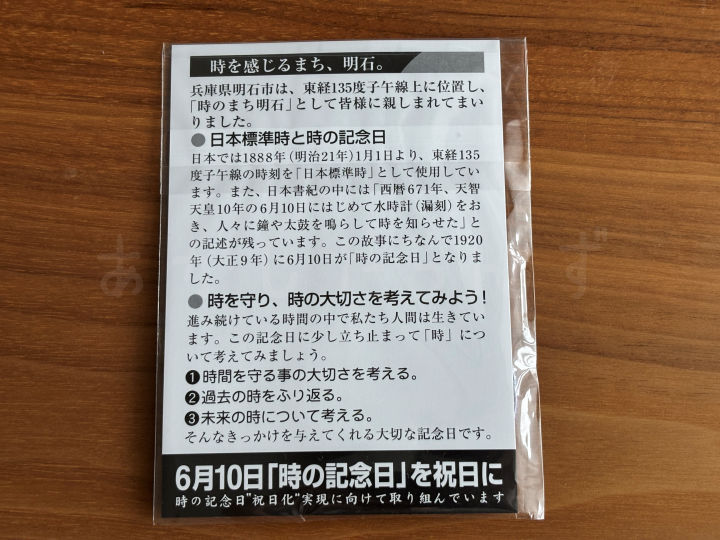 時を感じるまち、明石。
兵庫県明石市は、東経135度子午線上に位置し、
「時のまち明石」として皆様に親しまれてまい
りました。
●日本標準時と時の記念日
日本では1888年(明治21年)1月1日より、東経135
度子午線の時刻を「日本標準時」として使用してい
ます。また、日本書紀の中には「西暦671年、天智
天皇10年の6月10日にはじめて水時計(漏刻)をお
き、人々に鐘や太鼓を鳴らして時を知らせた」と
の記述が残っています。この故事にちなんで1920
年(大正9年)に6月10日が「時の記念日」となりま
した。
●時を守り、時の大切さを考えてみよう!
進み続けている時間の中で私たち人間は生きてい
ます。この記念日に少し立ち止まって「時」につ
いて考えてみましょう。
❶時間を守る事の大切さを考える。
❷過去の時をふり返る。
❸未来の時について考える。
そんなきっかけを与えてくれる大切な記念日です。
6月10日「時の記念日」を祝日に
時の記念日"祝日化"実現に向けて取り組んでいます